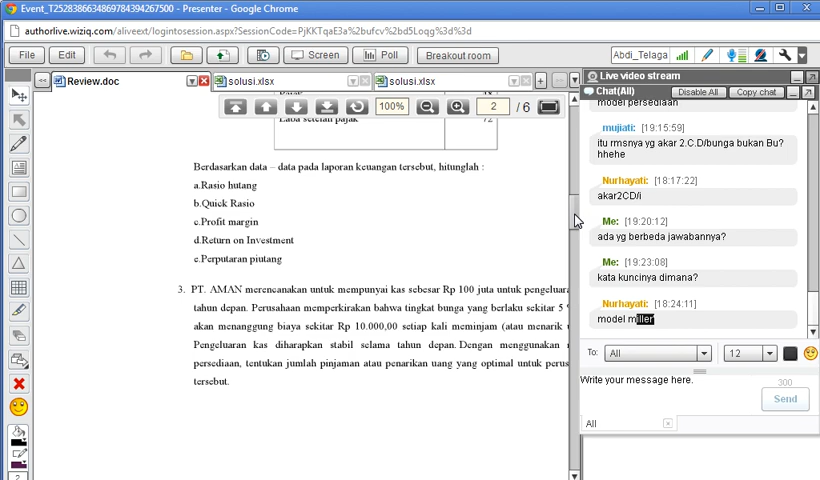 Event_T2528386634869784394267500 - Presenter - Google Chrome
authorlive.wiziq.com/aliveext/logintosession.aspx?SessionCode=PjKKTqaE3a%2bufcv%2bd5Loqg%3d%3d
File
Edit
Screen
Poll
Breakout room
Abdi_Telaga
<<
Review.doc
solusi.xlsx
solusi.xlsx
>>
100%
2
/ 6
Laba setelah pajak
72
Berdasarkan data – data pada laporan keuangan tersebut, hitunglah :
a.Rasio hutang
b.Quick Rasio
c.Profit margin
d.Return on Investment
e.Perputaran piutang
3. PT. AMAN merencanakan untuk mempunyai kas sebesar Rp 100 juta untuk pengeluara
tahun depan. Perusahaan memperkirakan bahwa tingkat bunga yang berlaku sekitar 5 %
akan menanggung biaya sekitar Rp 10.000,00 setiap kali meminjam (atau menarik u
Pengeluaran kas diharapkan stabil selama tahun depan. Dengan menggunakan
persediaan, tentukan jumlah pinjaman atau penarikan uang yang optimal untuk perus
tersebut.
2
Live video stream
Chat(All)
Disable All
Copy chat
model persediaan
mujiati: [19:15:59]
itu rmsnya yg akar 2.C.D/bunga bukan Bu?
hhehe
Nurhayati: [18:17:22]
akar2CD/i
Me: [19:20:12]
ada yg berbeda jawabannya?
Me: [19:23:08]
kata kuncinya dimana?
Nurhayati: [18:24:11]
model miller'
To:
All
12
Write your message here.
300
Send
All